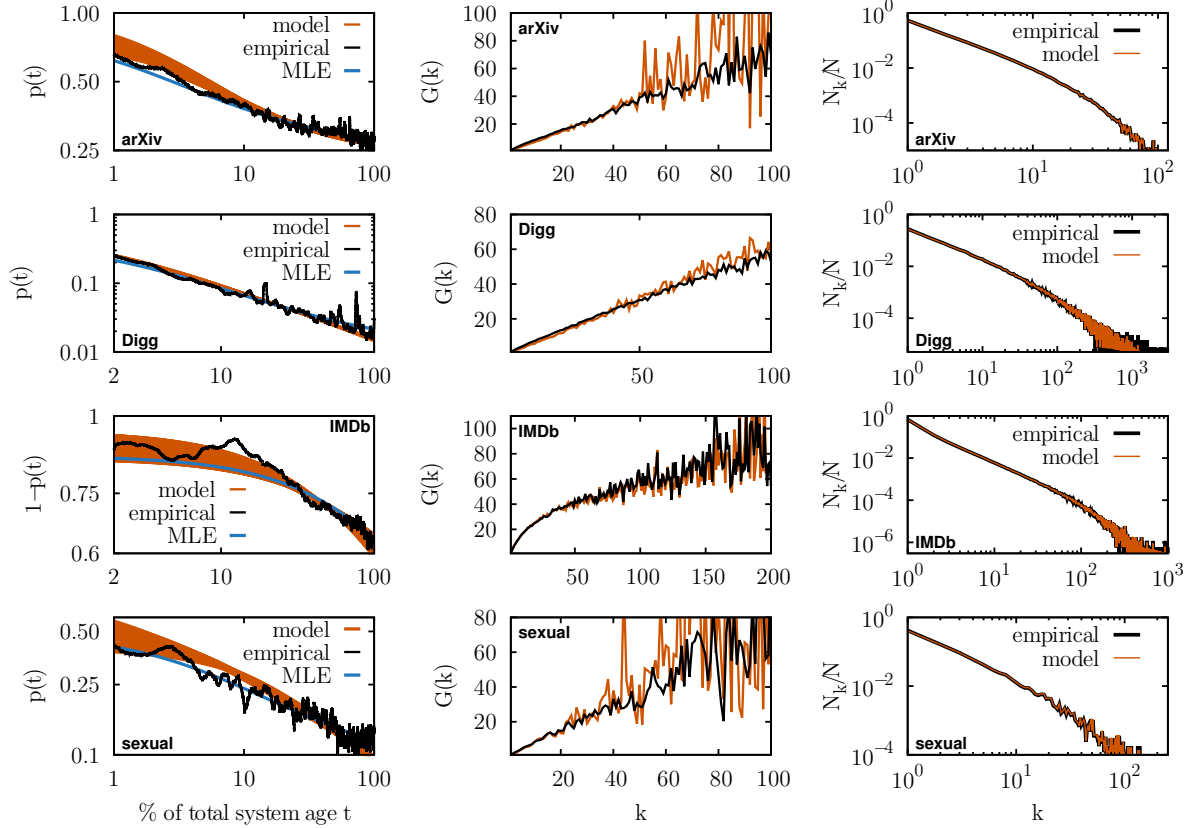 1.00
0.50
0.25
p(t)
model
empirical
MLE
arXiv
1 10 100
100
80
60
40
20
G(k)
arXiv
20 40 60 80 100
10^0
10^−2
10^−4
N_k/N
empirical
model
arXiv
10^0 10^1 10^2
1
0.1
0.01
p(t)
model
empirical
MLE
Digg
2 10 100
80
60
40
20
G(k)
Digg
50 100
10^0
10^−2
10^−4
N_k/N
empirical
model
Digg
10^0 10^1 10^2 10^3
1
0.75
0.6
1−p(t)
IMDb
model
empirical
MLE
2 10 100
100
80
60
40
20
G(k)
IMDb
50 100 150 200
10^0
10^−2
10^−4
10^−6
N_k/N
empirical
model
IMDb
10^0 10^1 10^2 10^3
0.50
0.25
0.1
p(t)
model
empirical
MLE
sexual
1 10 100
% of total system age t
80
60
40
20
G(k)
sexual
20 40 60 80 100
k
10^0
10^−2
10^−4
N_k/N
empirical
model
sexual
10^0 10^1 10^2
k